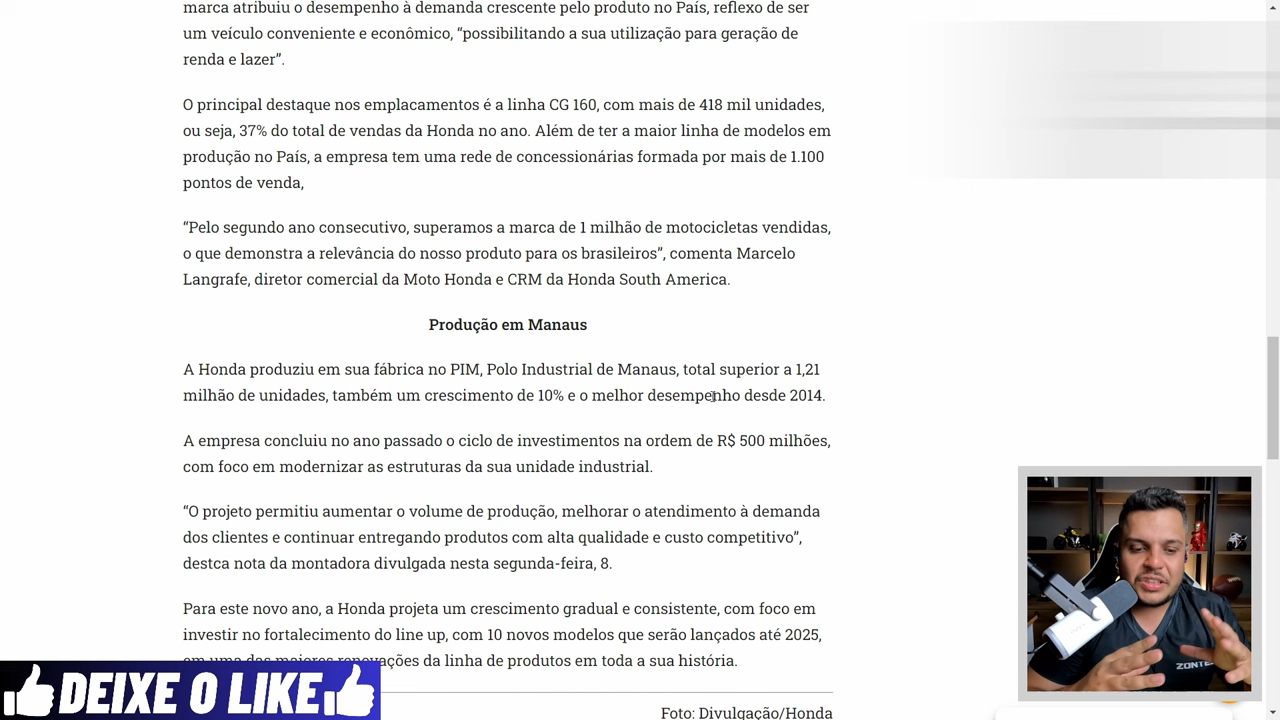 marca atribuiu o desempenho à demanda crescente pelo produto no País, reflexo de ser
um veículo conveniente e econômico, “possibilitando a sua utilização para geração de
renda e lazer”.
O principal destaque nos emplacamentos é a linha CG 160, com mais de 418 mil unidades,
ou seja, 37% do total de vendas da Honda no ano. Além de ter a maior linha de modelos em
produção no País, a empresa tem uma rede de concessionárias formada por mais de 1.100
pontos de venda,
“Pelo segundo ano consecutivo, superamos a marca de 1 milhão de motocicletas vendidas,
o que demonstra a relevância do nosso produto para os brasileiros”, comenta Marcelo
Langrafe, diretor comercial da Moto Honda e CRM da Honda South America.
Produção em Manaus
A Honda produziu em sua fábrica no PIM, Polo Industrial de Manaus, total superior a 1,21
milhão de unidades, também um crescimento de 10% e o melhor desempenho desde 2014.
A empresa concluiu no ano passado o ciclo de investimentos na ordem de R$ 500 milhões,
com foco em modernizar as estruturas da sua unidade industrial.
“O projeto permitiu aumentar o volume de produção, melhorar o atendimento à demanda
dos clientes e continuar entregando produtos com alta qualidade e custo competitivo”,
destca nota da montadora divulgada nesta segunda-feira, 8.
Para este novo ano, a Honda projeta um crescimento gradual e consistente, com foco em
investir no fortalecimento do line up, com 10 novos modelos que serão lançados até 2025,
em uma das maiores renovações da linha de produtos em toda a sua história.
DEIXE O LIKE
Foto: Divulgação/Honda